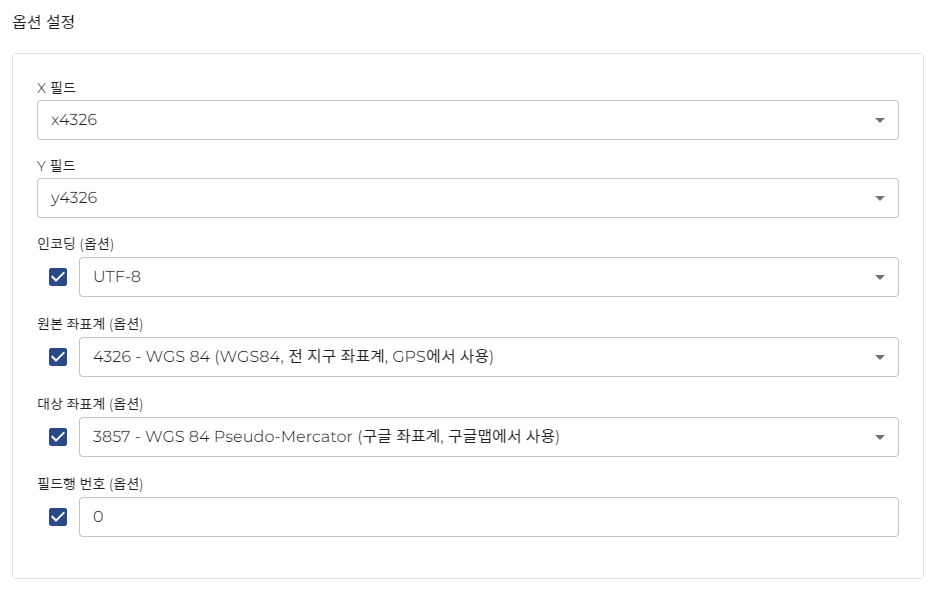 옵션 설정
X 필드
x4326
Y 필드
y4326
인코딩 (옵션)
UTF-8
원본 좌표계 (옵션)
4326 - WGS 84 (WGS84, 전 지구 좌표계, GPS에서 사용)
대상 좌표계 (옵션)
3857 - WGS 84 Pseudo-Mercator (구글 좌표계, 구글맵에서 사용)
필드행 번호 (옵션)
0